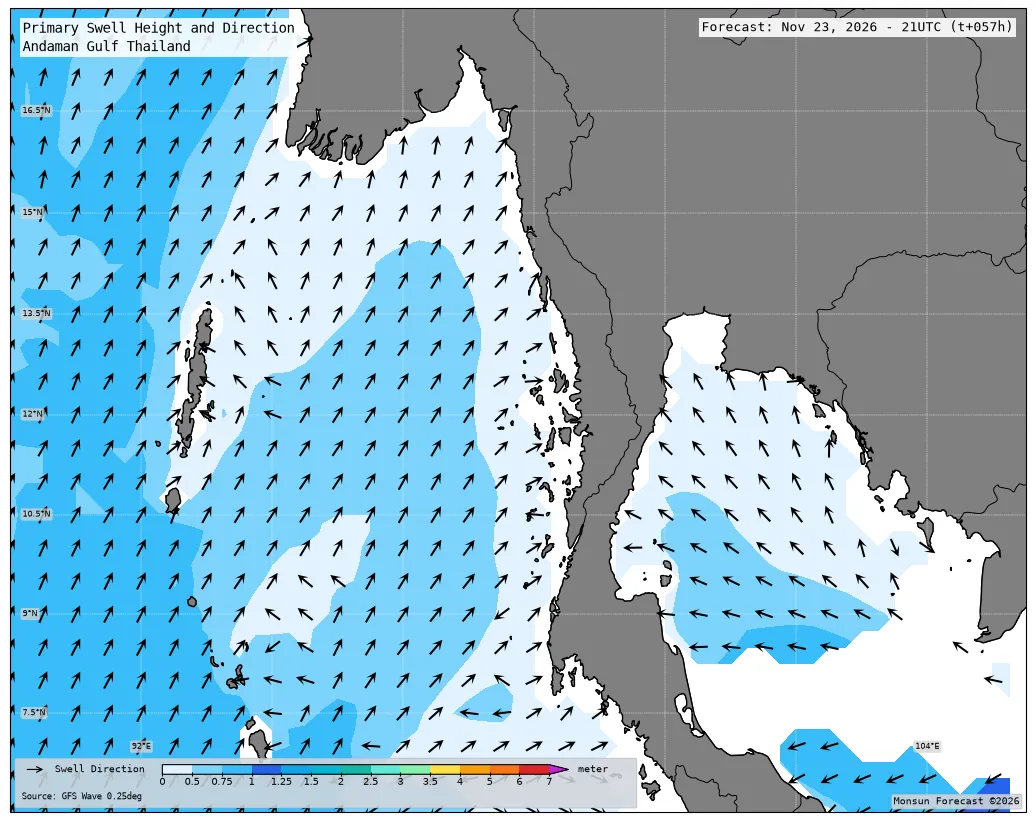 Primary Swell Height and Direction
Andaman Gulf Thailand
Forecast: Nov 23, 2026 - 21UTC (t+057h)
16.5°N
15°N
13.5°N
12°N
10.5°N
9°N
7.5°N
92°E
104°E
Swell Direction
0 0.5 0.75 1 1.25 1.5 2 2.5 3 3.5 4 5 6 7
meter
Source: GFS Wave 0.25deg
Monsun Forecast ©2026